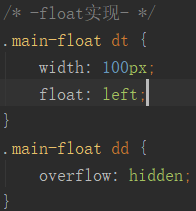 /* -float实现- */
.main-float dt {
    width: 100px;
    float: left;
}
.main-float dd {
    overflow: hidden;
}